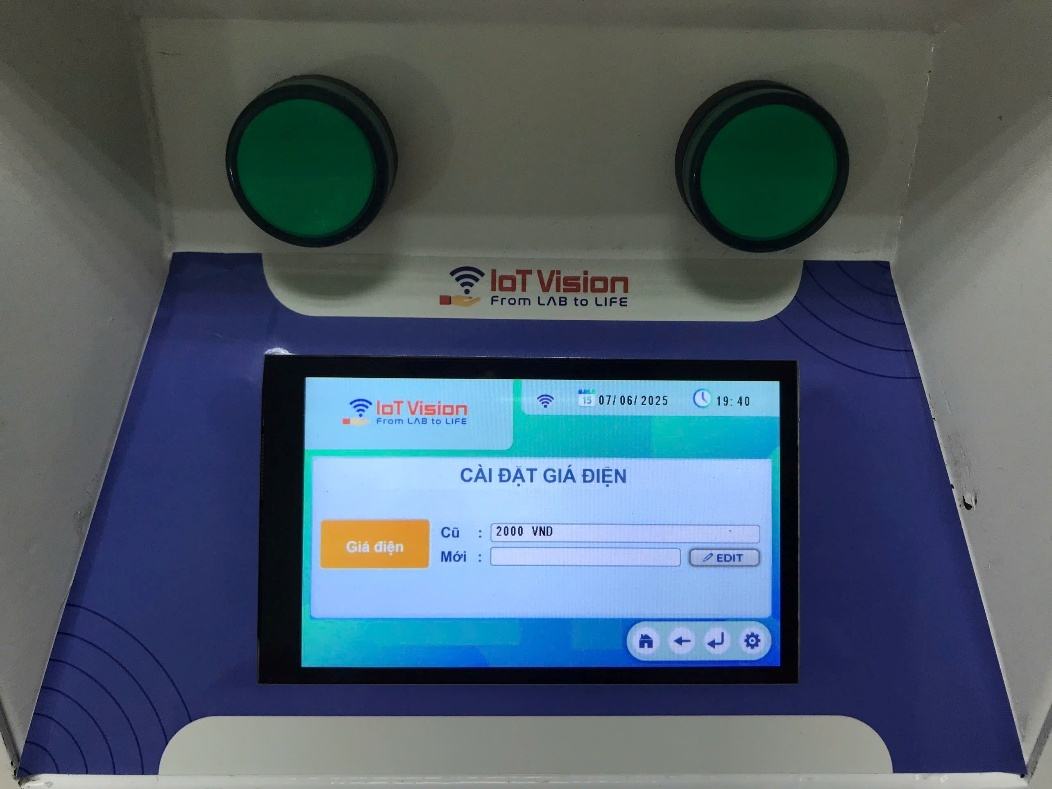 IoT Vision
From LAB to LIFE
IoT Vision
From LAB to LIFE
15 07/06/2025 19:40
CÀI ĐẶT GIÁ ĐIỆN
Giá điện
Cũ : 2000 VND
Mới :
EDIT